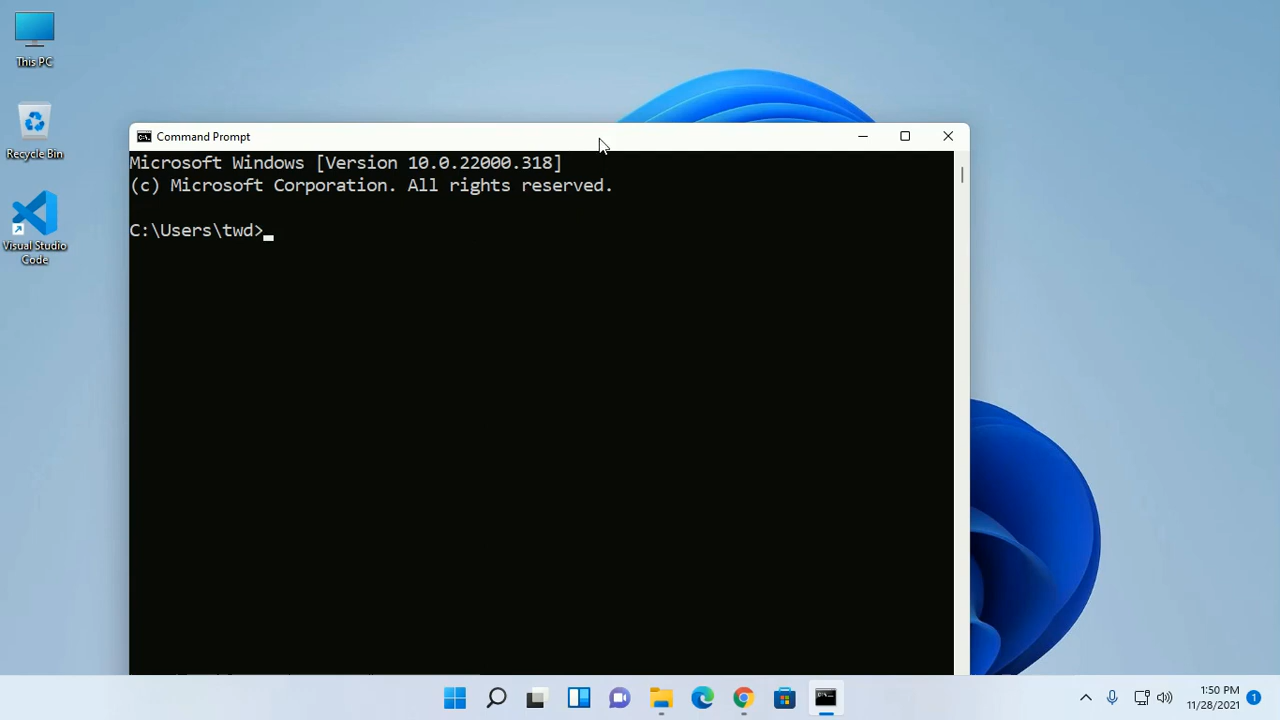 This PC
Recycle Bin
Visual Studio
Code
Command Prompt
Microsoft Windows [Version 10.0.22000.318]
(c) Microsoft Corporation. All rights reserved.
C:\Users\twd>
1:50 PM
11/28/2021
1